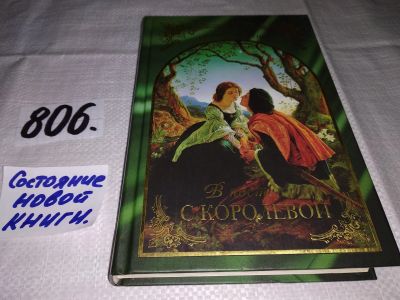 806.
Состояние
новой
книги.
В
С КОРОЛЕВОЙ